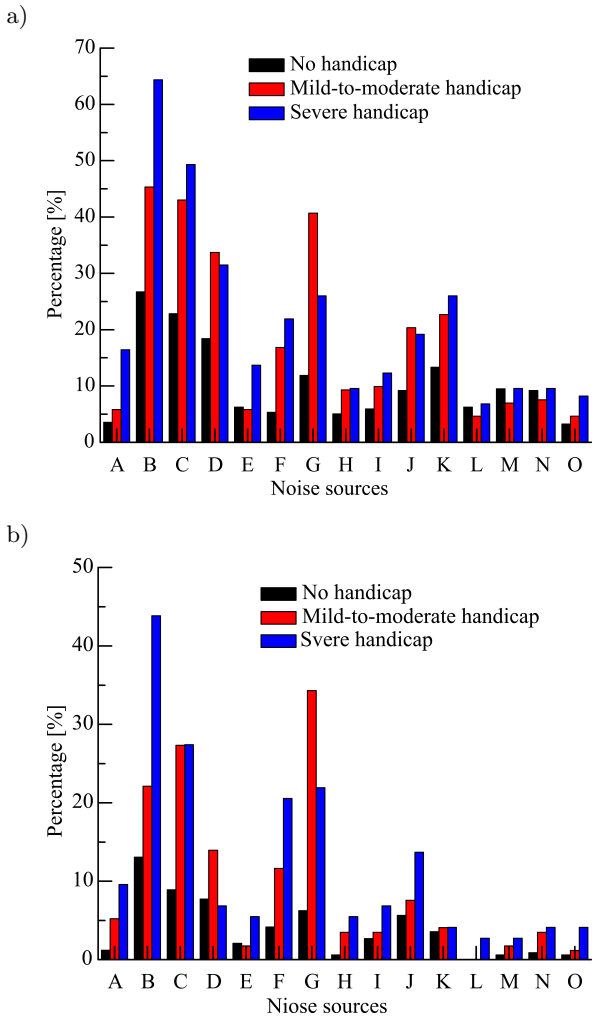 a)
70
No handicap
60
Mild-to-moderate handicap
Severe handicap
50
40
30
20
10
0
Percentage [%]
A B C D E F G H I J K L M N O
Noise sources
b)
50
No handicap
Mild-to-moderate handicap
Svere handicap
40
30
20
10
0
Percentage [%]
A B C D E F G H I J K L M N O
Niose sources